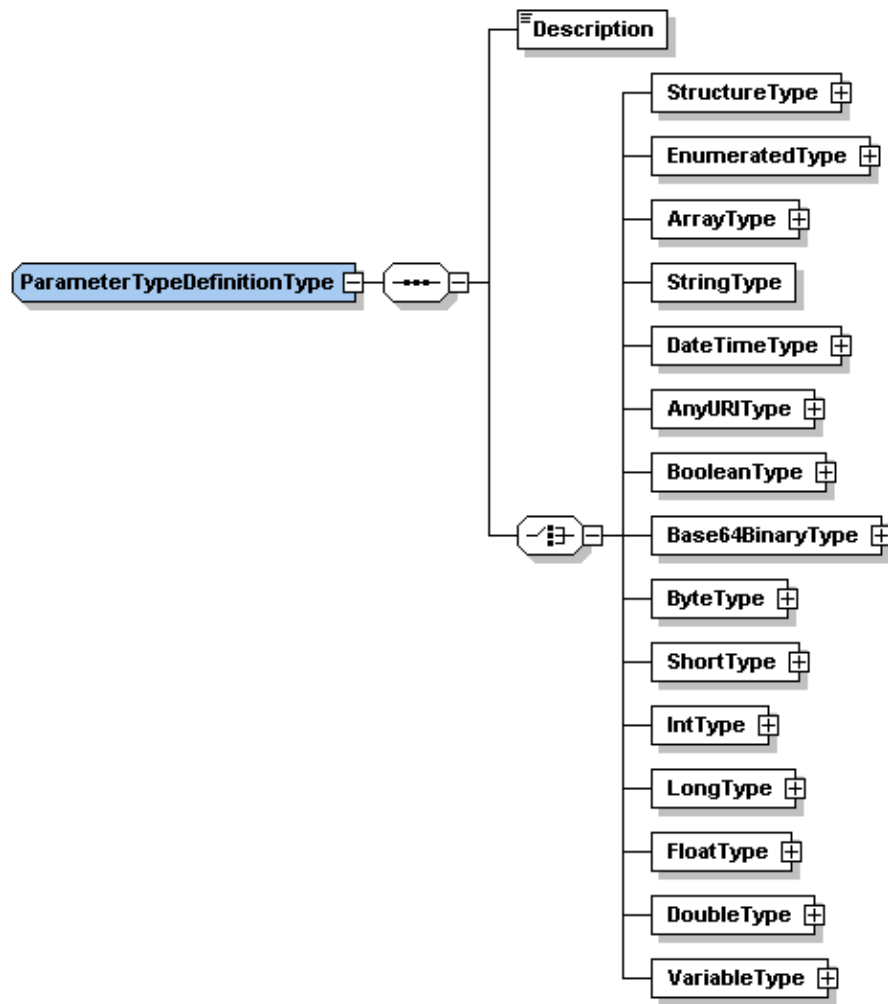 Description
StructureType
EnumeratedType
ArrayType
StringType
ParameterTypeDefinitionType
DateTimeType
AnyURIType
BooleanType
Base64BinaryType
ByteType
ShortType
IntType
LongType
FloatType
DoubleType
VariableType